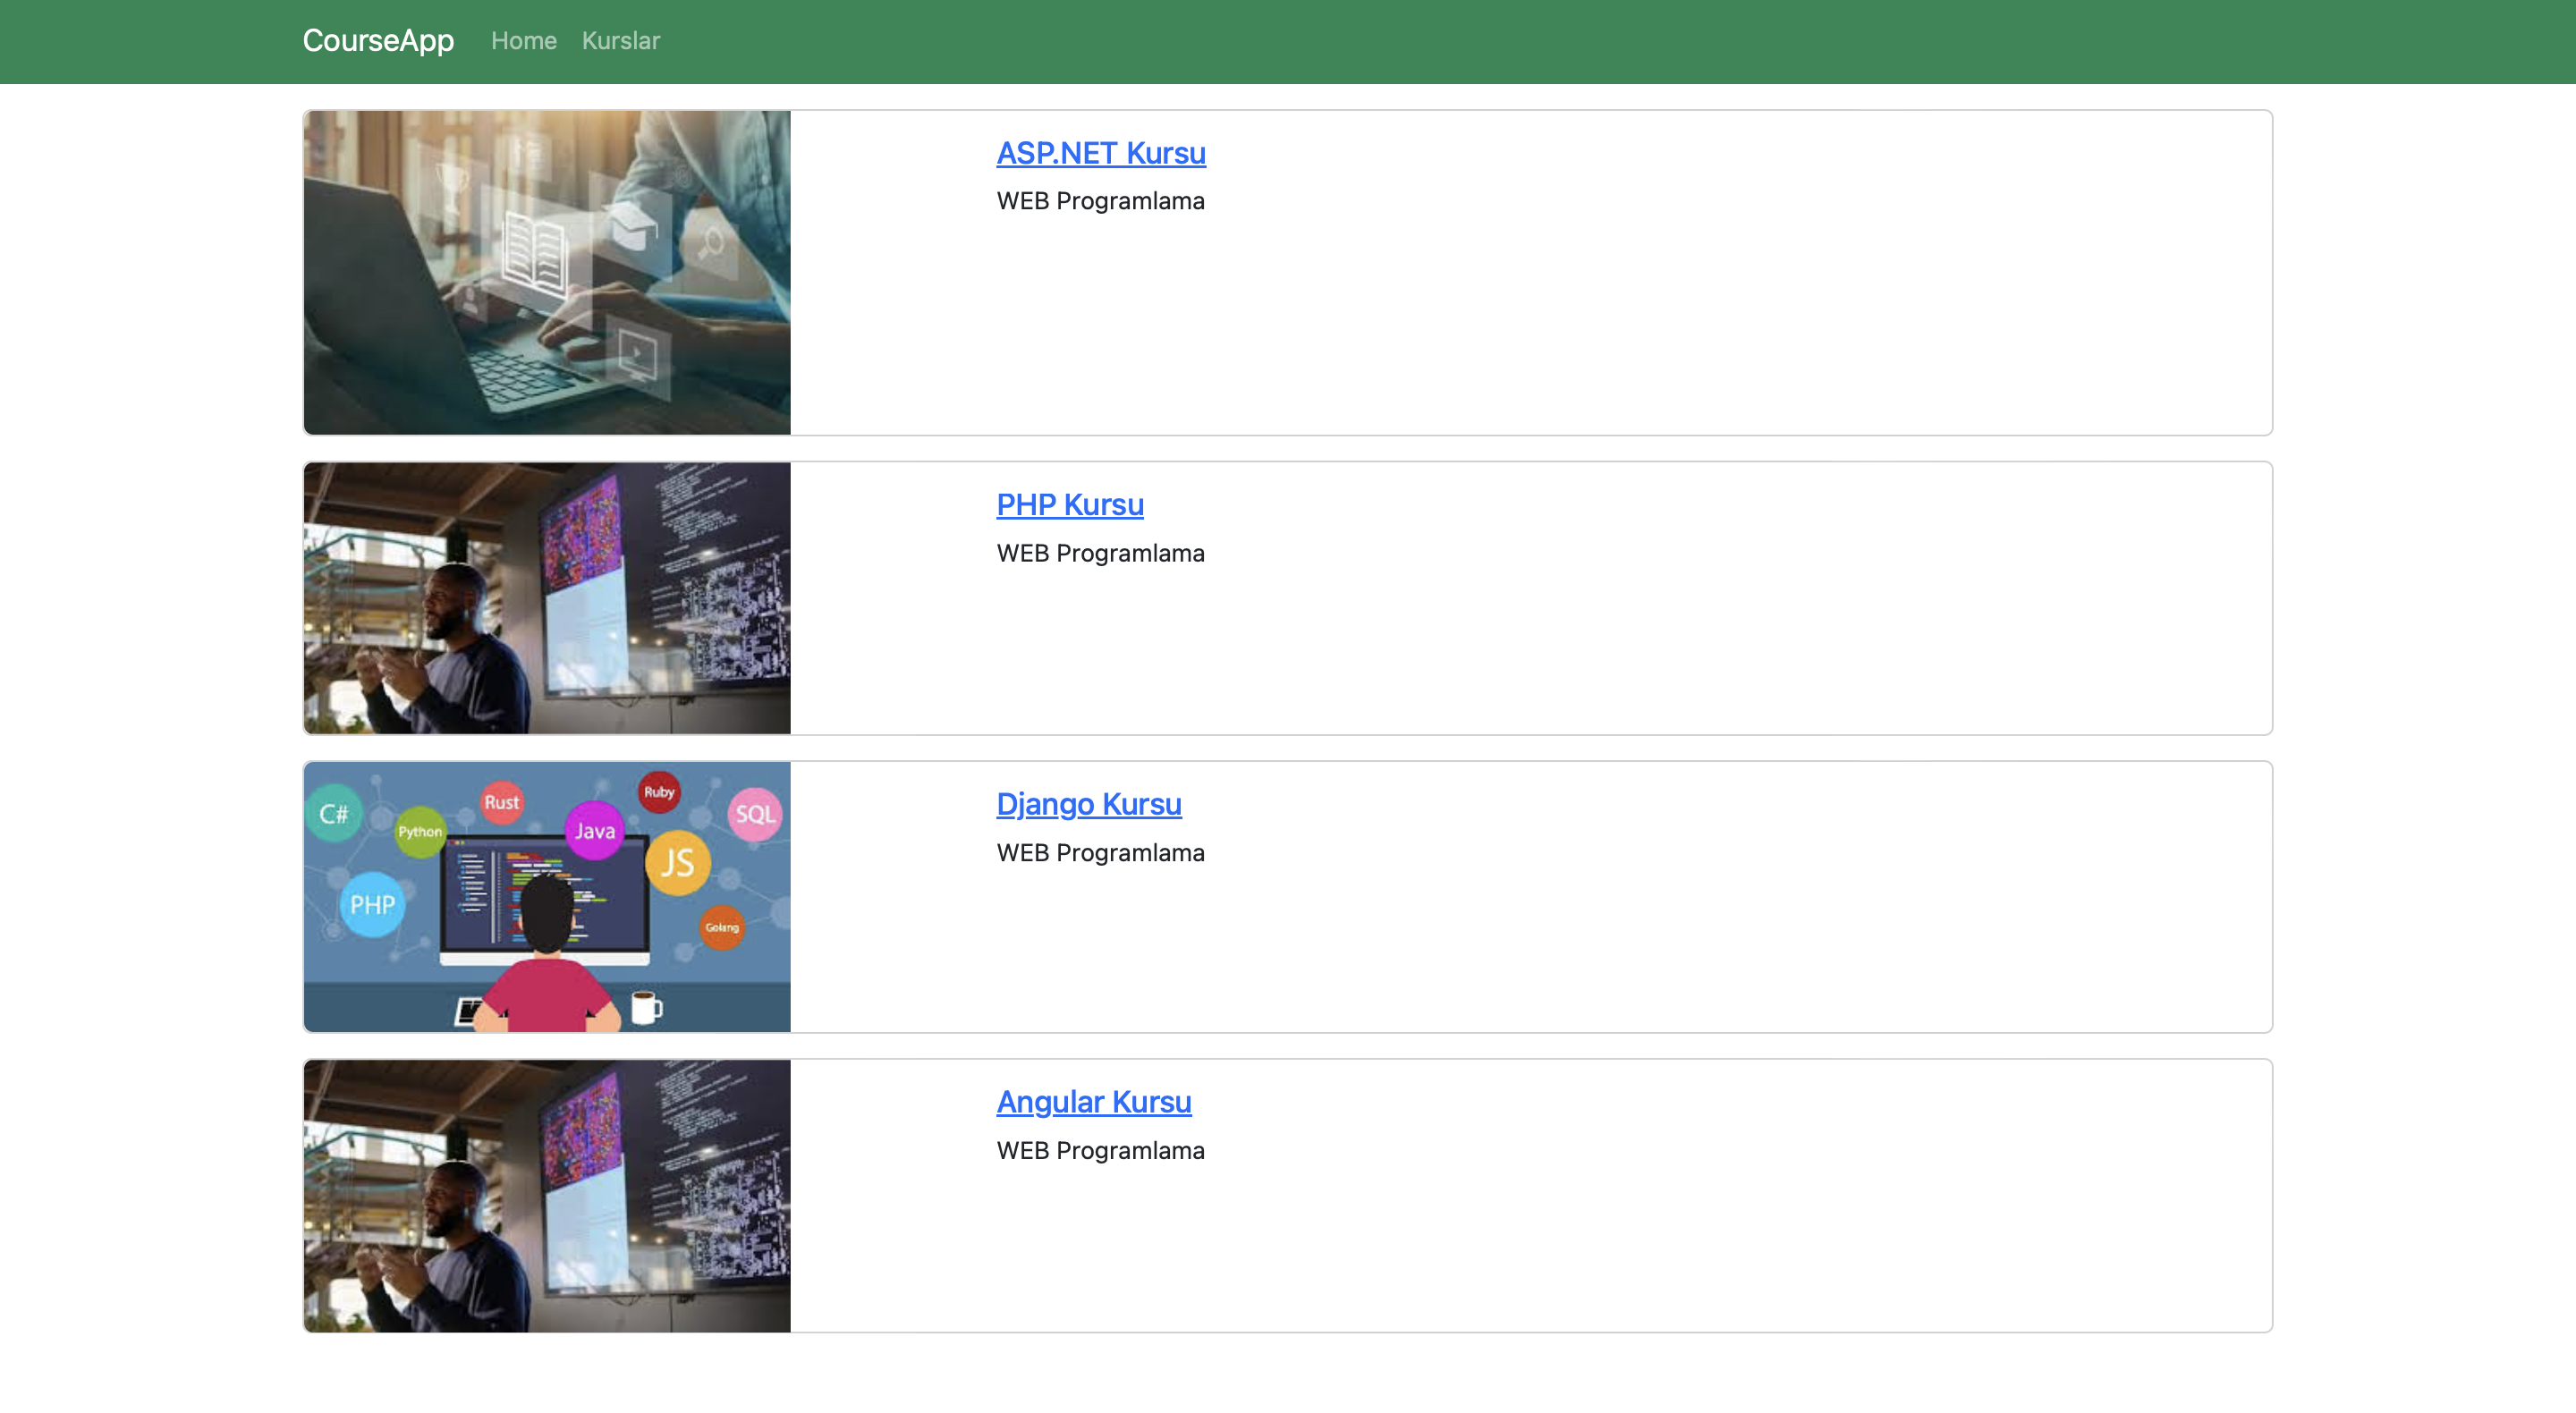 CourseApp Home Kurslar
ASP.NET Kursu
WEB Programlama
PHP Kursu
WEB Programlama
C#
Python
Rust
Java
Ruby
SQL
JS
PHP
Golang
Django Kursu
WEB Programlama
Angular Kursu
WEB Programlama